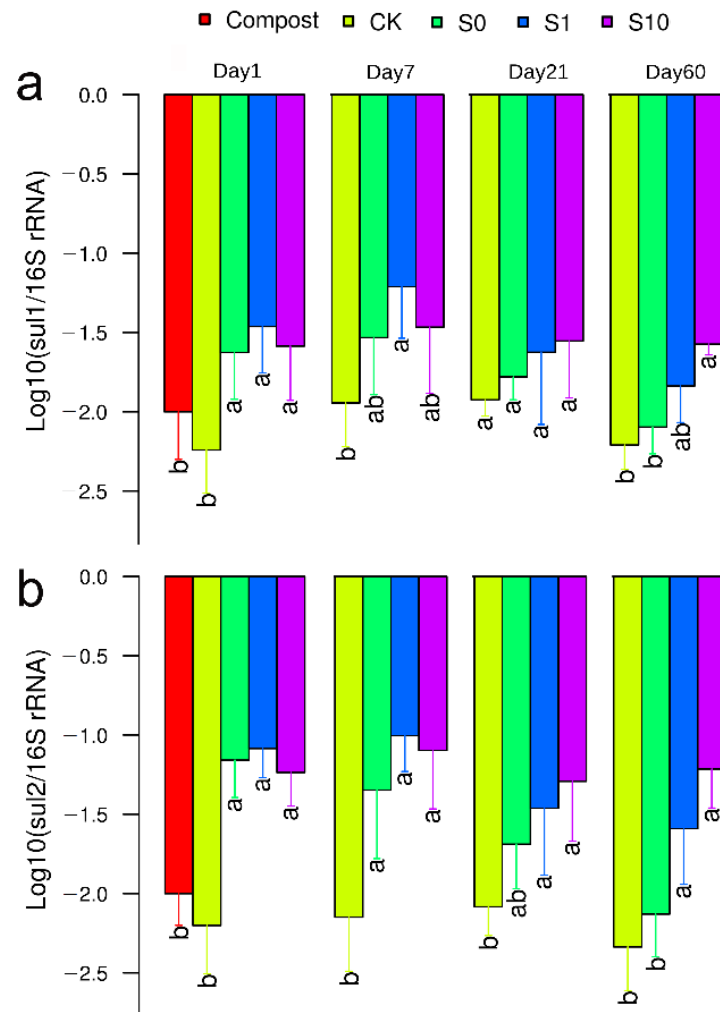 Compost CK S0 S1 S10
Day1 Day7 Day21 Day60
a
0.0
−0.5
−1.0
−1.5
−2.0
−2.5
Log10(sul1/16S rRNA)
b b a a a
b ab a ab
a a a a
b b ab a
b
0.0
−0.5
−1.0
−1.5
−2.0
−2.5
Log10(sul2/16S rRNA)
b b a a a
b a a a
b ab a a
b b a a